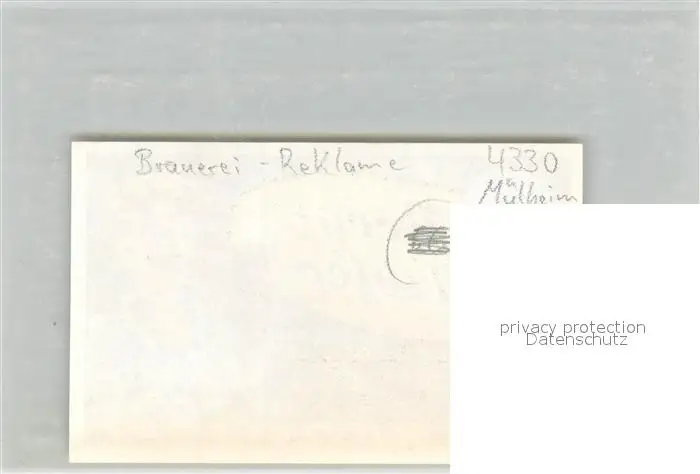 Brauerei - Reklame 4330
Mülheim
privacy protection
Datenschutz